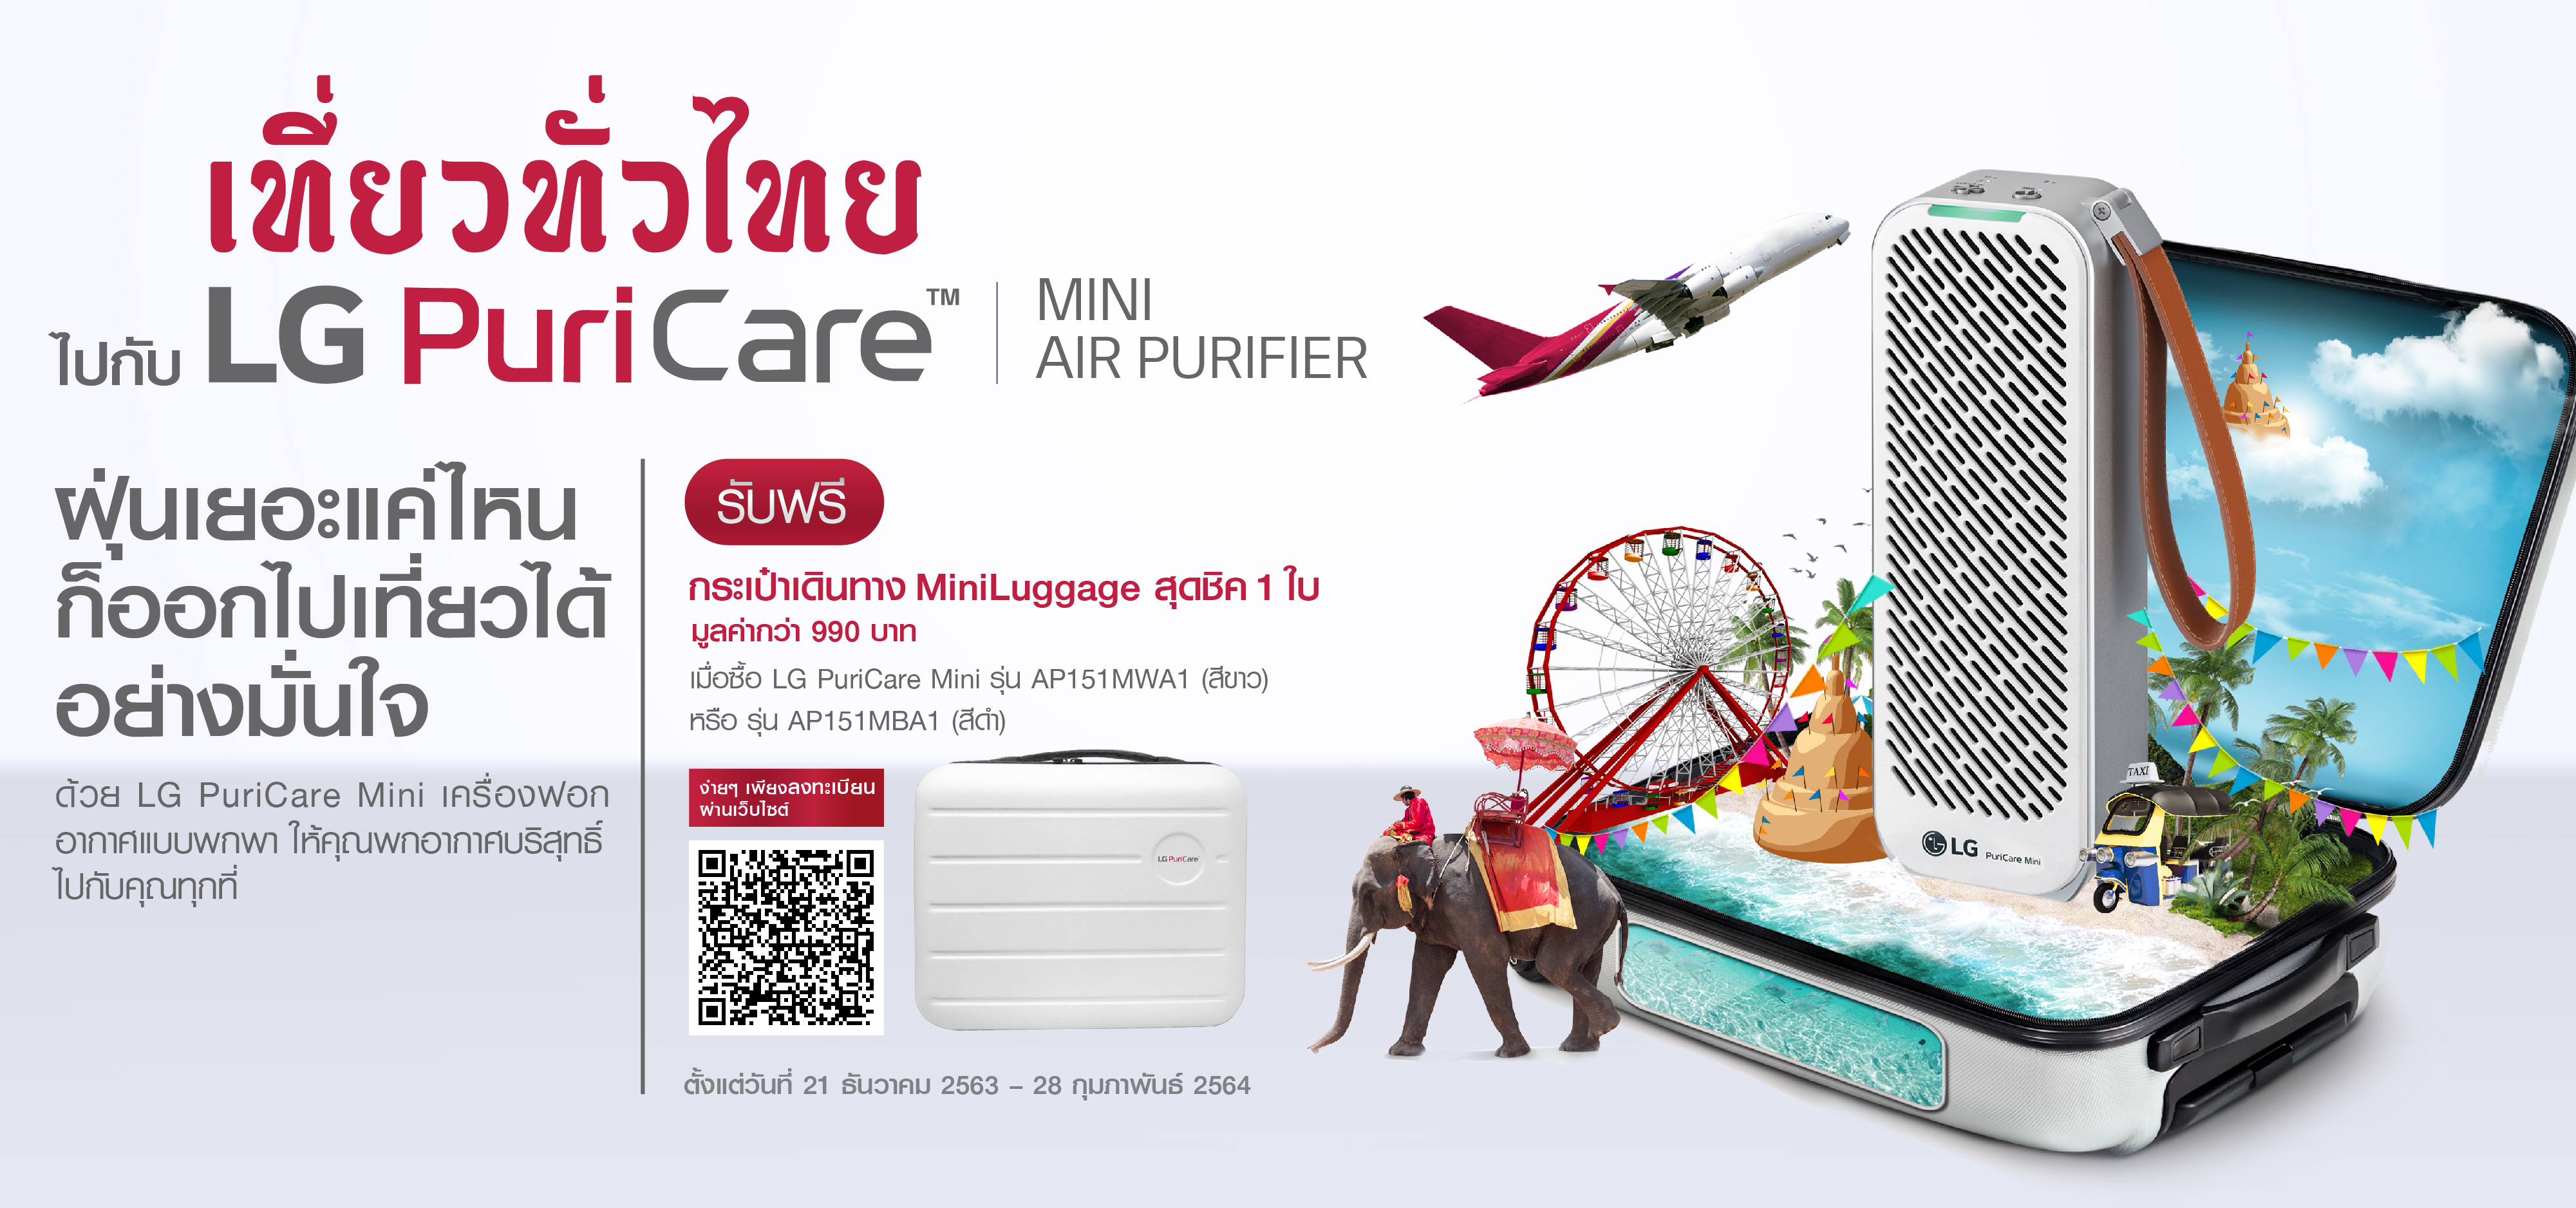 เที่ยวทั่วไทย
ไปกับ LG PuriCare™
MINI
AIR PURIFIER
ฝุ่นเยอะแค่ไหน
ก็ออกไปเที่ยวได้
อย่างมั่นใจ
ด้วย LG PuriCare Mini เครื่องฟอก
อากาศแบบพกพา ให้คุณพกอากาศบริสุทธิ์
ไปกับคุณทุกที่
รับฟรี
กระเป๋าเดินทาง MiniLuggage สุดชิค 1 ใบ
มูลค่ากว่า 990 บาท
เมื่อซื้อ LG PuriCare Mini รุ่น AP151MWA1 (สีขาว)
หรือ รุ่น AP151MBA1 (สีดำ)
ง่ายๆ เพียงลงทะเบียน
ผ่านเว็บไซต์
LG PuriCare
ตั้งแต่วันที่ 21 ธันวาคม 2563 – 28 กุมภาพันธ์ 2564
LG PuriCare Mini
TAXI